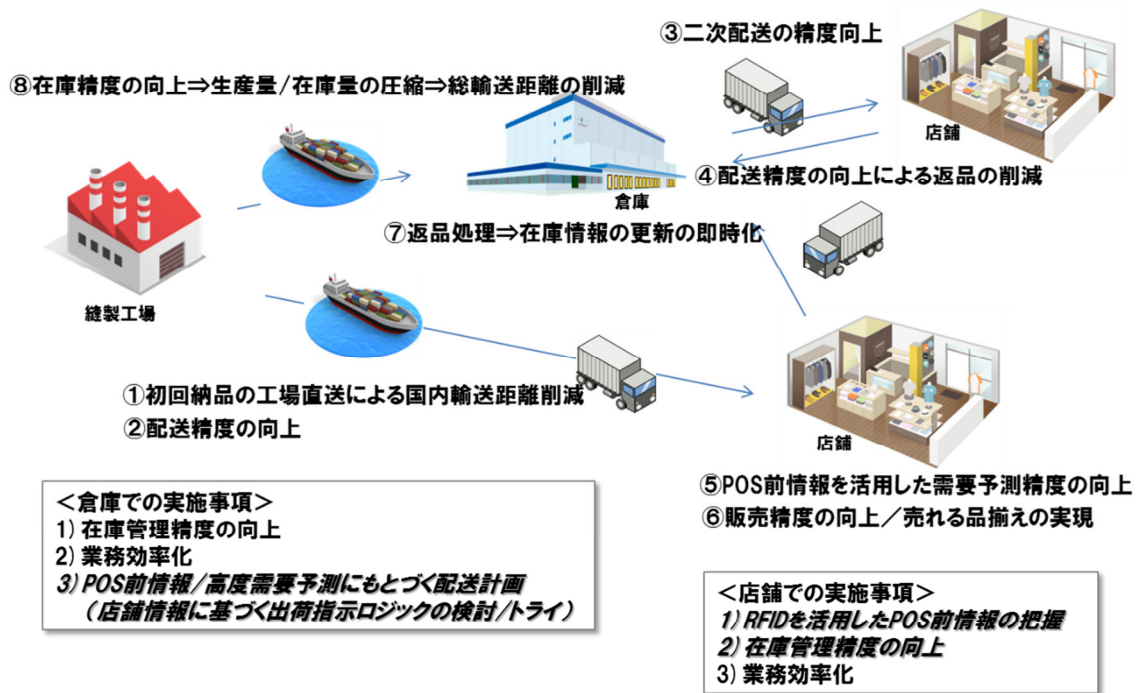 ③二次配送の精度向上
⑧在庫精度の向上⇒生産量/在庫量の圧縮⇒総輸送距離の削減
店舗
④配送精度の向上による返品の削減
倉庫
⑦返品処理⇒在庫情報の更新の即時化
縫製工場
①初回納品の工場直送による国内輸送距離削減
②配送精度の向上
店舗
⑤POS前情報を活用した需要予測精度の向上
⑥販売精度の向上/売れる品揃えの実現
<倉庫での実施事項>
1)在庫管理精度の向上
2)業務効率化
3)POS前情報/高度需要予測にもとづく配送計画
(店舗情報に基づく出荷指示ロジックの検討/トライ)
<店舗での実施事項>
1)RFIDを活用したPOS前情報の把握
2)在庫管理精度の向上
3)業務効率化